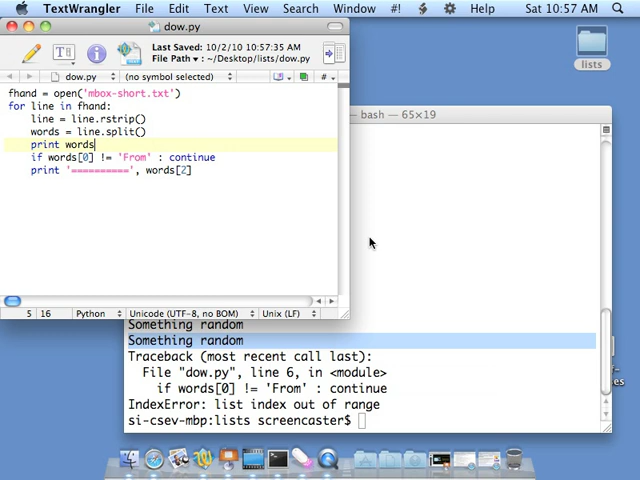 TextWrangler File Edit Text View Search Window #! Help Sat 10:57 AM
dow.py
Last Saved: 10/2/10 10:57:35 AM
File Path: ~/Desktop/lists/dow.py
dow.py (no symbol selected) #
fhand = open('mbox-short.txt')
for line in fhand:
line = line.rstrip()
words = line.split()
print words
if words[0] != 'From' : continue
print '==========', words[2]
5 16 Python Unicode (UTF-8, no BOM) Unix (LF)
lists
— bash — 65×19
Something random
Something random
Traceback (most recent call last):
File "dow.py", line 6, in <module>
if words[0] != 'From' : continue
IndexError: list index out of range
si-csev-mbp:lists screencaster$